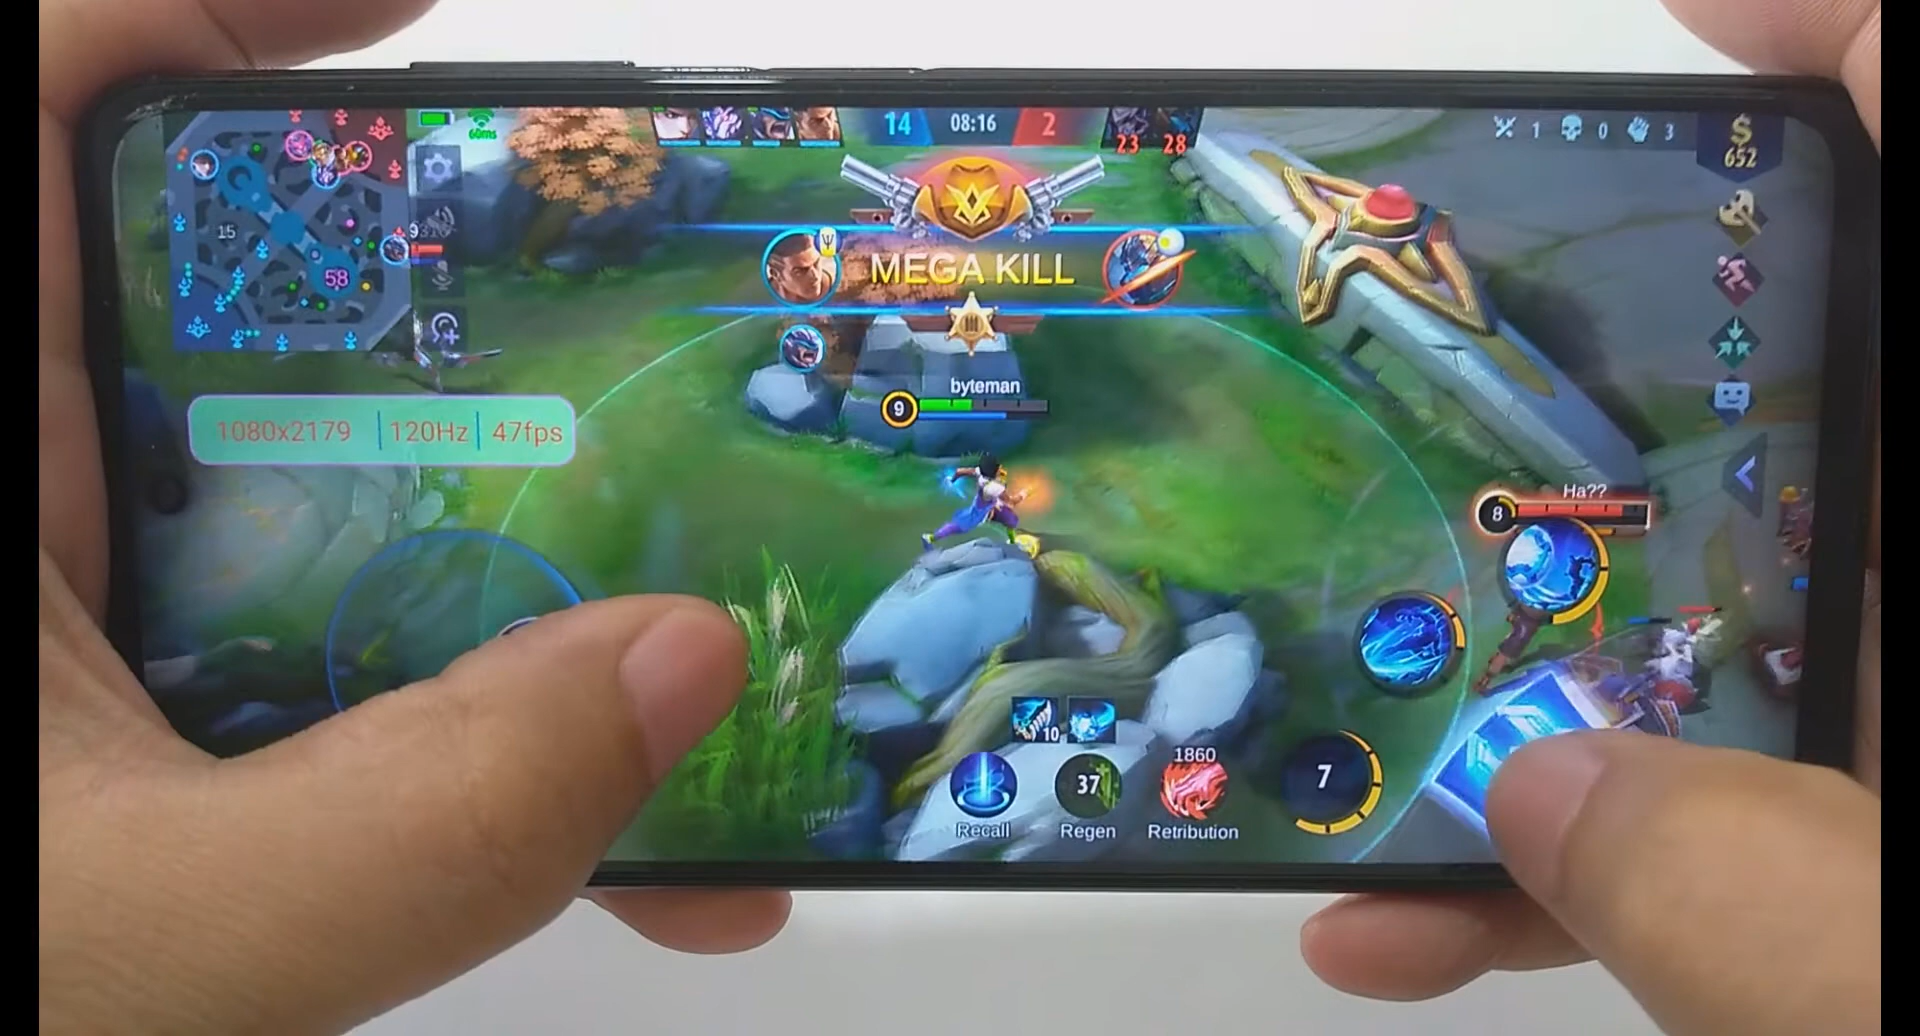 60ms
14 08:16 2
23 28
1 0 3
652
15
58
MEGA KILL
III
byteman
9
1080x2179 120Hz 47fps
Ha??
8
10
1860
37
7
Recall Regen Retribution